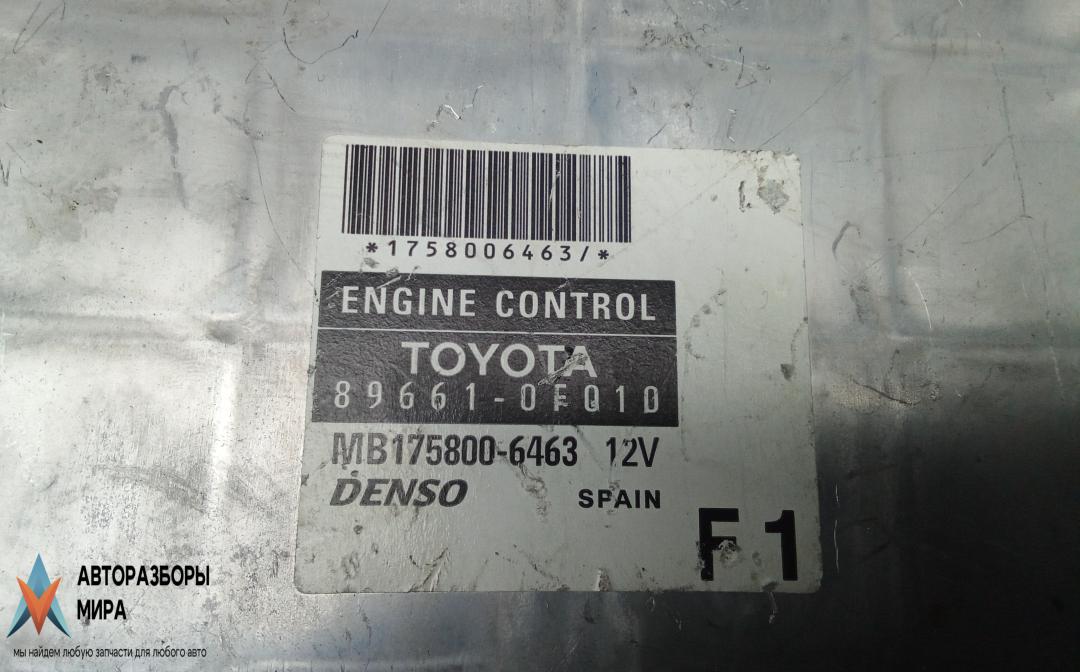 *1758006463/*
ENGINE CONTROL
TOYOTA
89661-0F010
MB175800-6463 12V
DENSO SPAIN
F1
АВТОРАЗБОРЫ
МИРА
мы найдем любую запчасти для любого авто